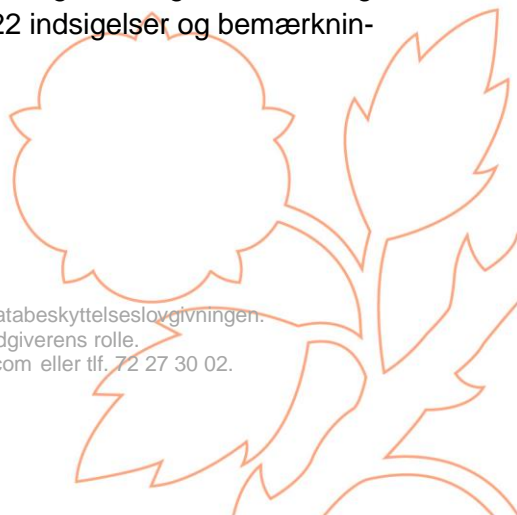 22 indsigelser og bemærknin-
atabeskyttelseslovgivningen.
dgiverens rolle.
com eller tlf. 72 27 30 02.